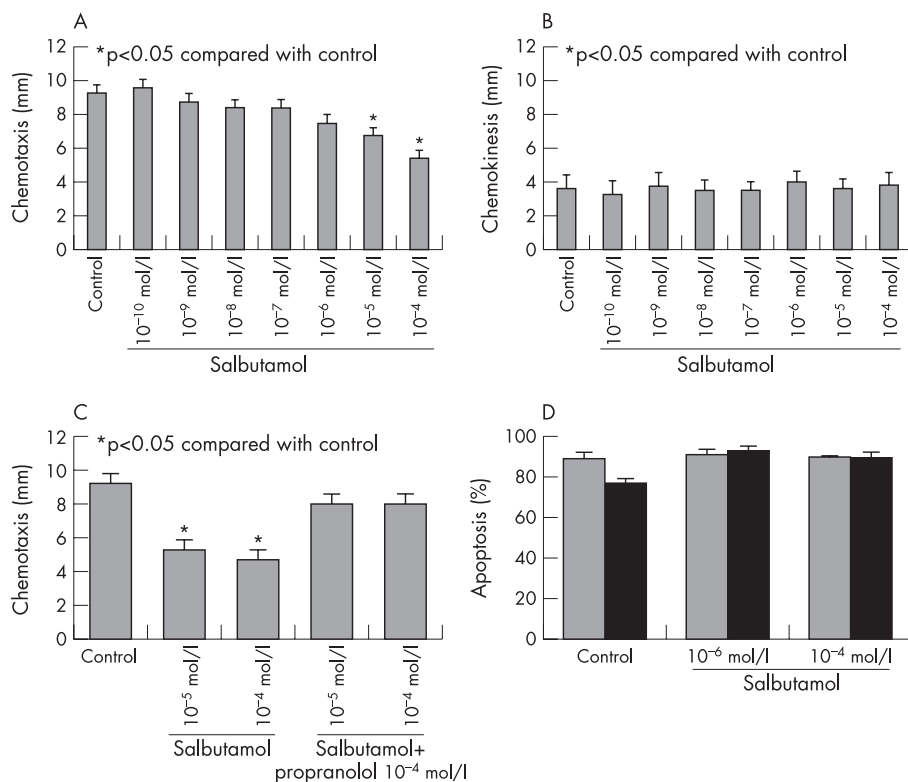 A
*p<0.05 compared with control
Chemotaxis (mm)
12
10
8
6
4
2
0
Control
10⁻¹⁰ mol/l
10⁻⁹ mol/l
10⁻⁸ mol/l
10⁻⁷ mol/l
10⁻⁶ mol/l
10⁻⁵ mol/l
10⁻⁴ mol/l
*
*
Salbutamol
B
*p<0.05 compared with control
Chemokinesis (mm)
12
10
8
6
4
2
0
Control
10⁻¹⁰ mol/l
10⁻⁹ mol/l
10⁻⁸ mol/l
10⁻⁷ mol/l
10⁻⁶ mol/l
10⁻⁵ mol/l
10⁻⁴ mol/l
Salbutamol
C
*p<0.05 compared with control
Chemotaxis (mm)
12
10
8
6
4
2
0
*
*
Control
10⁻⁵ mol/l
10⁻⁴ mol/l
10⁻⁵ mol/l
10⁻⁴ mol/l
Salbutamol
Salbutamol+
propranolol 10⁻⁴ mol/l
D
Apoptosis (%)
100
80
60
40
20
0
Control
10⁻⁶ mol/l
10⁻⁴ mol/l
Salbutamol